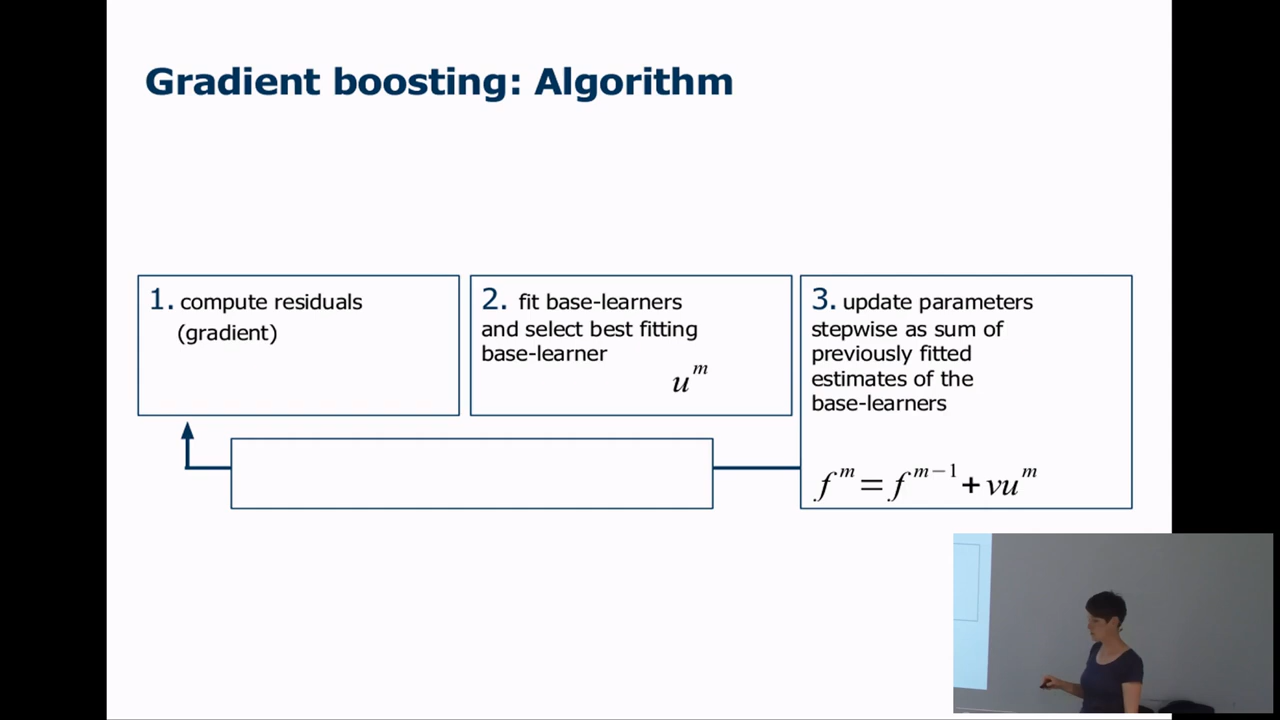 Gradient boosting: Algorithm
1. compute residuals
(gradient)
2. fit base-learners
and select best fitting
base-learner
u^m
3. update parameters
stepwise as sum of
previously fitted
estimates of the
base-learners
f^m = f^{m-1} + νu^m